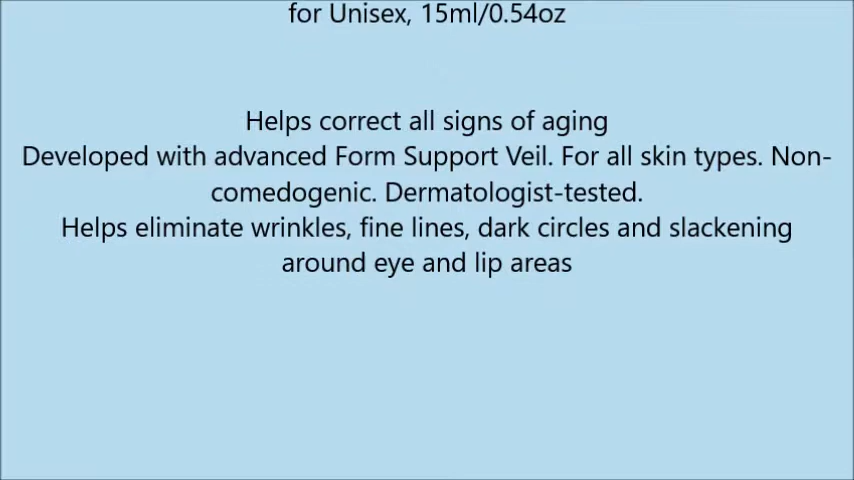 for Unisex, 15ml/0.54oz
Helps correct all signs of aging
Developed with advanced Form Support Veil. For all skin types. Non-
comedogenic. Dermatologist-tested.
Helps eliminate wrinkles, fine lines, dark circles and slackening
around eye and lip areas